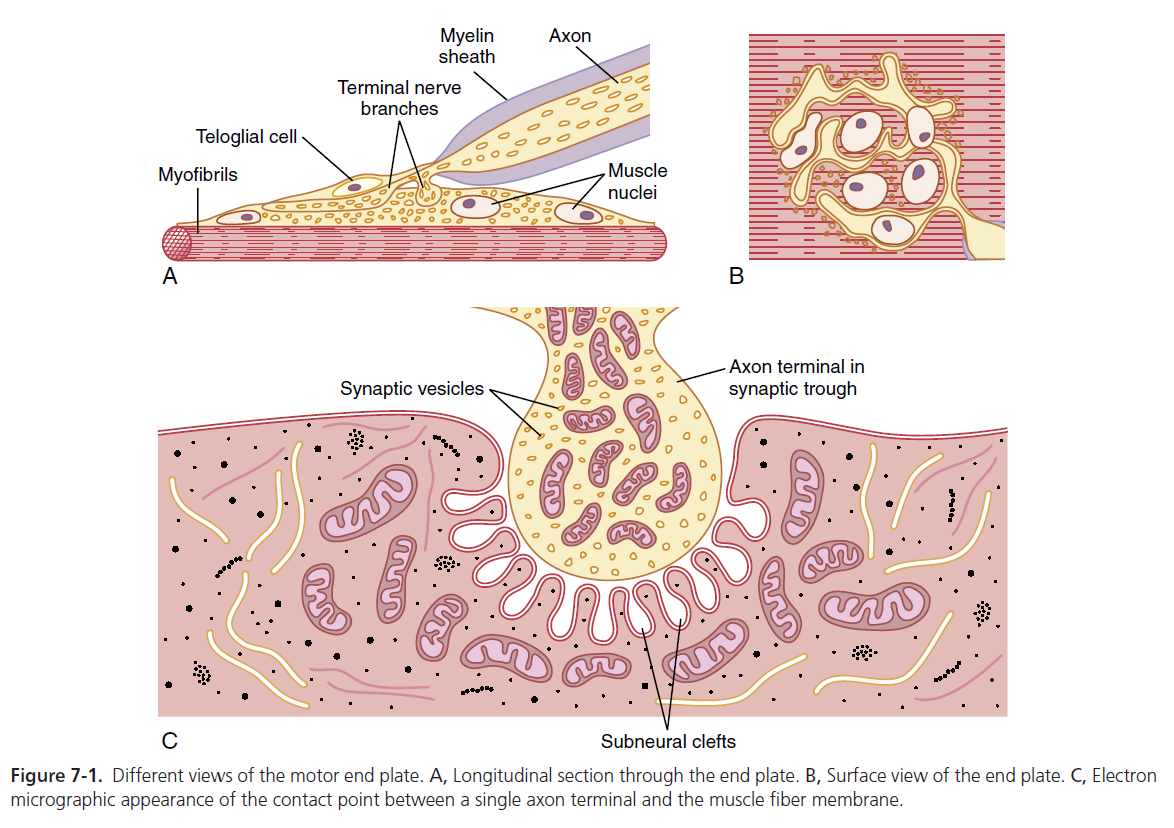 Myelin
sheath
Axon
Terminal nerve
branches
Teloglial cell
Myofibrils
Muscle
nuclei
A
B
Synaptic vesicles
Axon terminal in
synaptic trough
C
Subneural clefts
Figure 7-1. Different views of the motor end plate. A, Longitudinal section through the end plate. B, Surface view of the end plate. C, Electron
micrographic appearance of the contact point between a single axon terminal and the muscle fiber membrane.